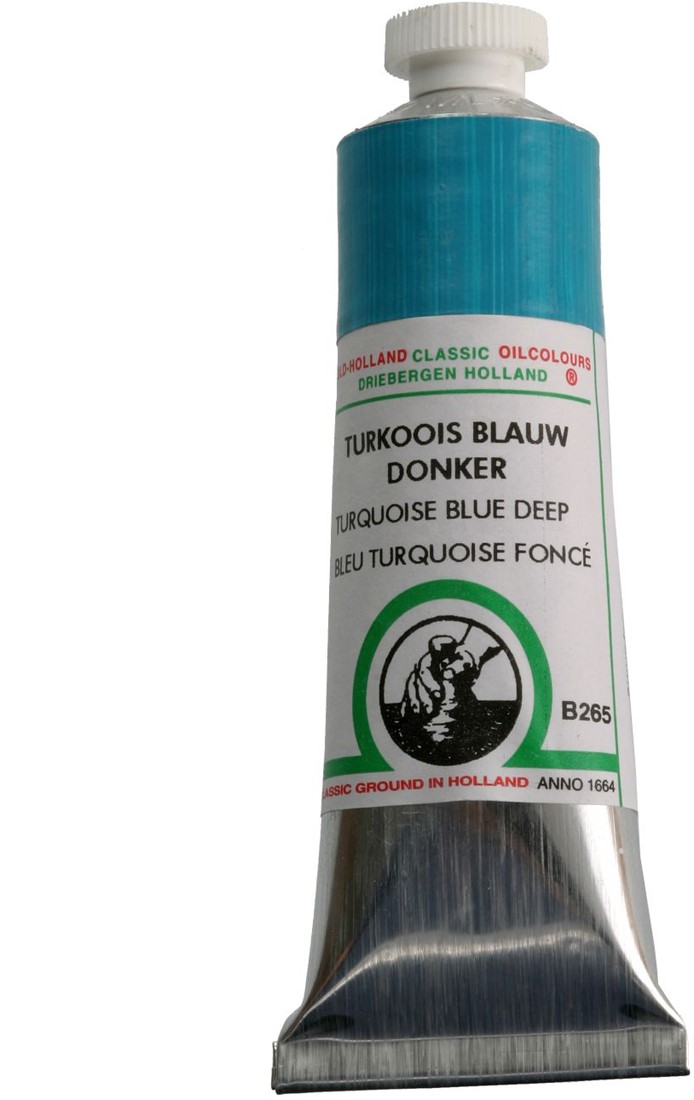 OLD-HOLLAND CLASSIC OILCOLOURS
DRIEBERGEN HOLLAND ®
TURKOOIS BLAUW
DONKER
TURQUOISE BLUE DEEP
BLEU TURQUOISE FONCÉ
B265
CLASSIC GROUND IN HOLLAND ANNO 1664